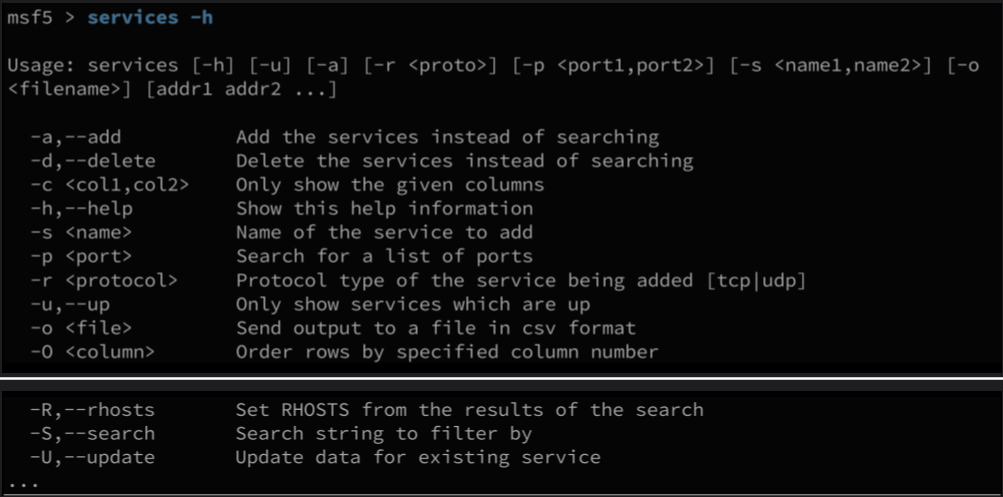 msf5 > services -h
Usage: services [-h] [-u] [-a] [-r <proto>] [-p <port1,port2>] [-s <name1,name2>] [-o
<filename>] [addr1 addr2 ...]
-a,--add Add the services instead of searching
-d,--delete Delete the services instead of searching
-c <col1,col2> Only show the given columns
-h,--help Show this help information
-s <name> Name of the service to add
-p <port> Search for a list of ports
-r <protocol> Protocol type of the service being added [tcp|udp]
-u,--up Only show services which are up
-o <file> Send output to a file in csv format
-O <column> Order rows by specified column number
-R,--rhosts Set RHOSTS from the results of the search
-S,--search Search string to filter by
-U,--update Update data for existing service
...